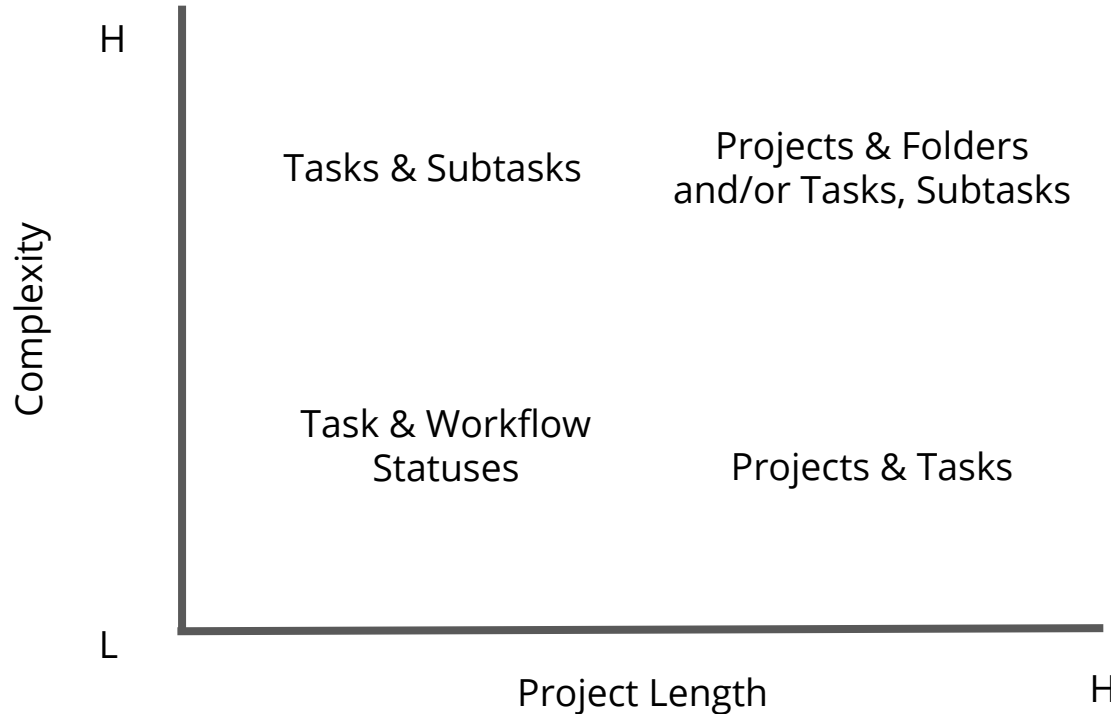 H
Tasks & Subtasks
Projects & Folders
and/or Tasks, Subtasks
Complexity
Task & Workflow
Statuses
Projects & Tasks
L
Project Length
H